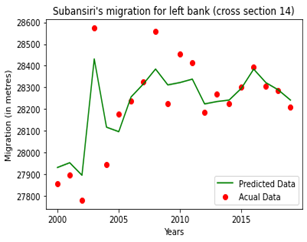 Subansiri's migration for left bank (cross section 14)
Migration (in metres)
28600
28500
28400
28300
28200
28100
28000
27900
27800
2000
2005
2010
2015
Years
Predicted Data
Acual Data